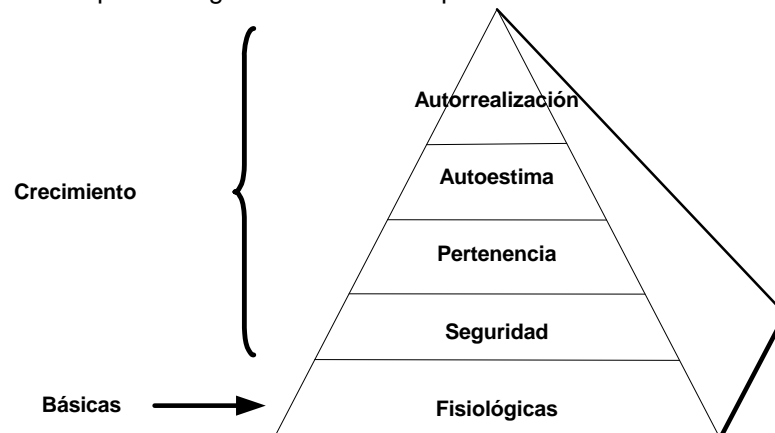 Autorrealización
Autoestima
Crecimiento
Pertenencia
Seguridad
Básicas
Fisiológicas